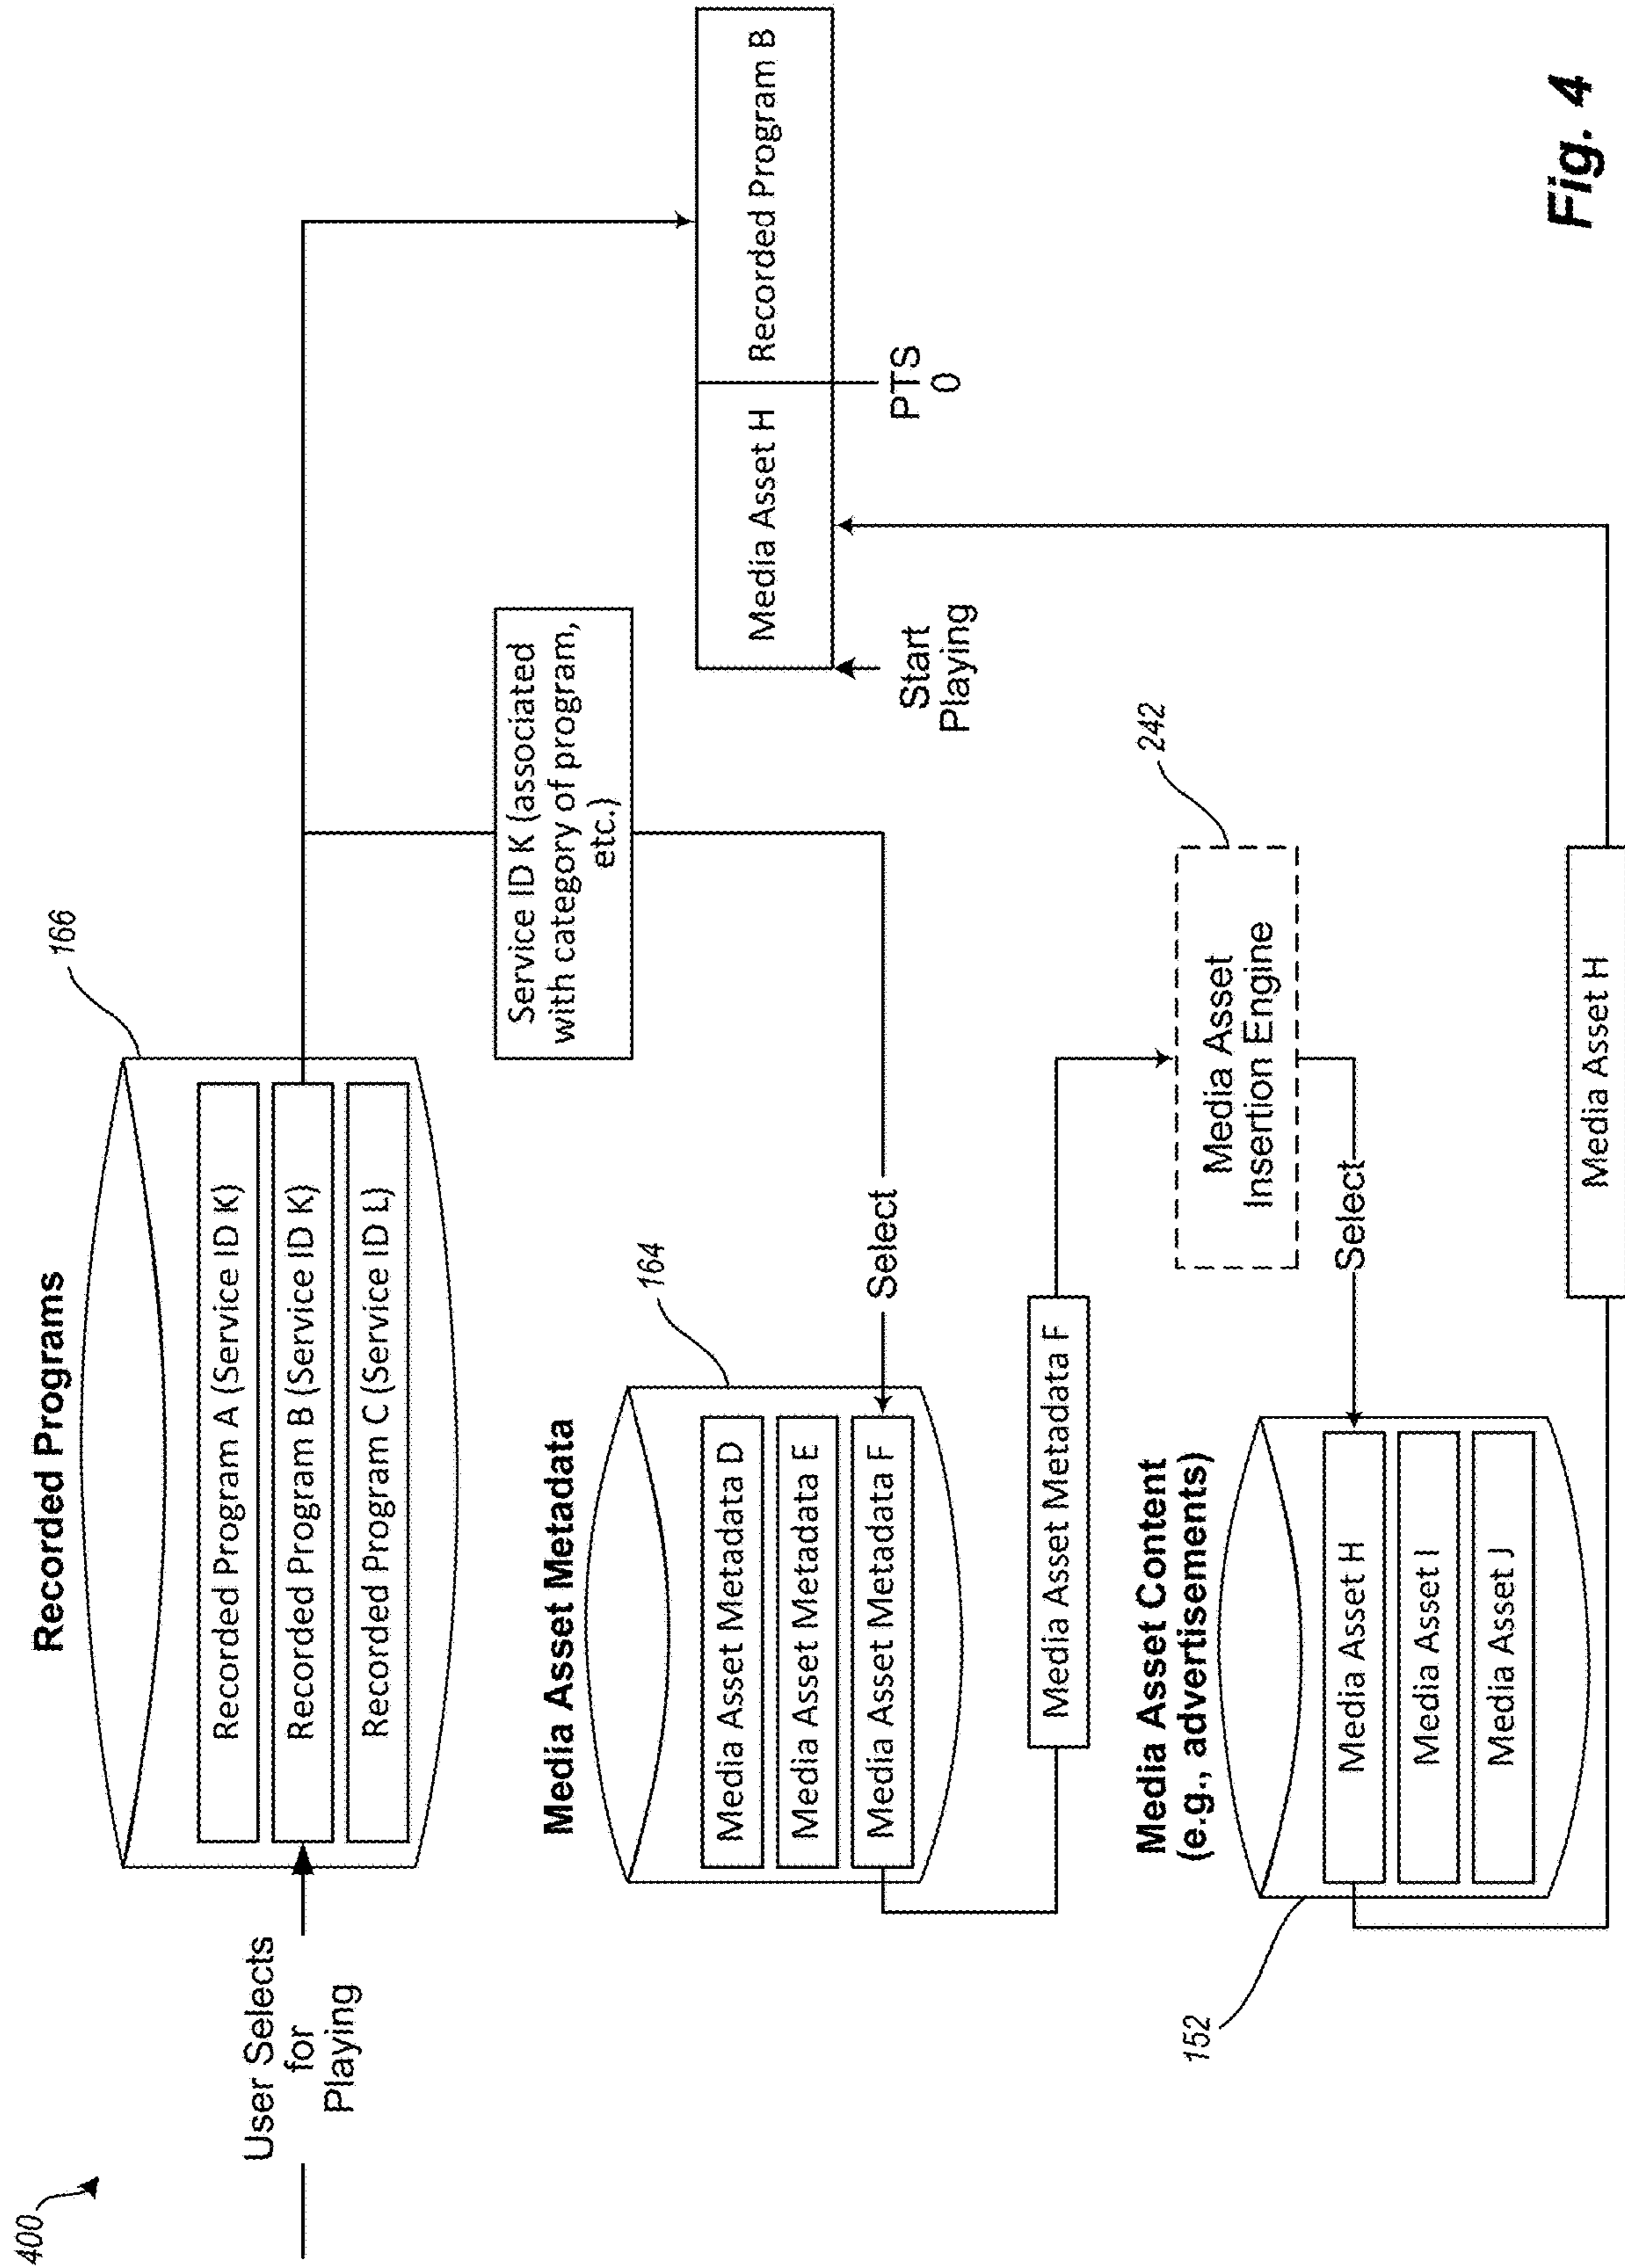 400
User Selects
for
Playing
Recorded Programs
166
Recorded Program A (Service ID K)
Recorded Program B (Service ID K)
Recorded Program C (Service ID L)
Service ID K (associated
with category of program,
etc.)
Media Asset H
Recorded Program B
Start
Playing
PTS
0
Media Asset Metadata
164
Media Asset Metadata D
Media Asset Metadata E
Media Asset Metadata F
Select
Media Asset Metadata F
242
Media Asset
Insertion Engine
Select
Media Asset Content
(e.g., advertisements)
152
Media Asset H
Media Asset I
Media Asset J
Media Asset H
Fig. 4